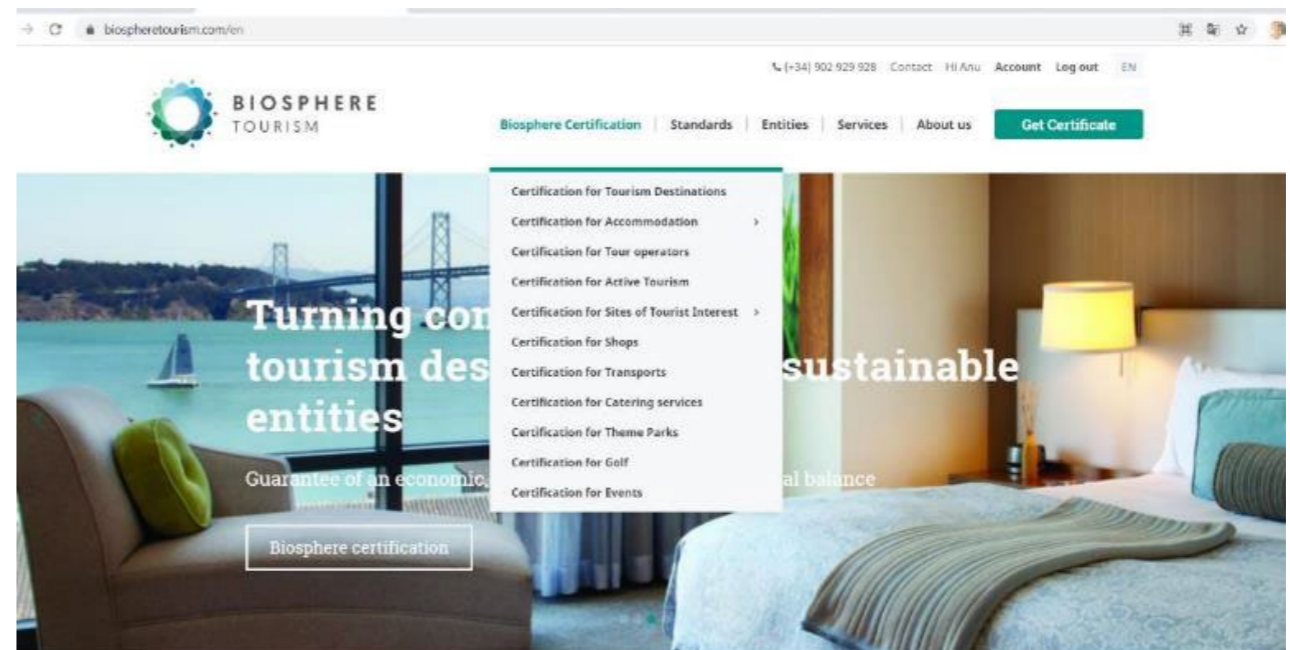 biospheretourism.com/en
(+34) 902 929 928 Contact Hi Anu Account Log out EN
BIOSPHERE
TOURISM
Biosphere Certification | Standards | Entities | Services | About us Get Certificate
Certification for Tourism Destinations
Certification for Accommodation >
Certification for Tour operators
Certification for Active Tourism
Certification for Sites of Tourist Interest >
Certification for Shops
Certification for Transports
Certification for Catering services
Certification for Theme Parks
Certification for Golf
Certification for Events
Turning
tourism des sustainable
entities
Guarantee of an economic, al balance
Biosphere certification